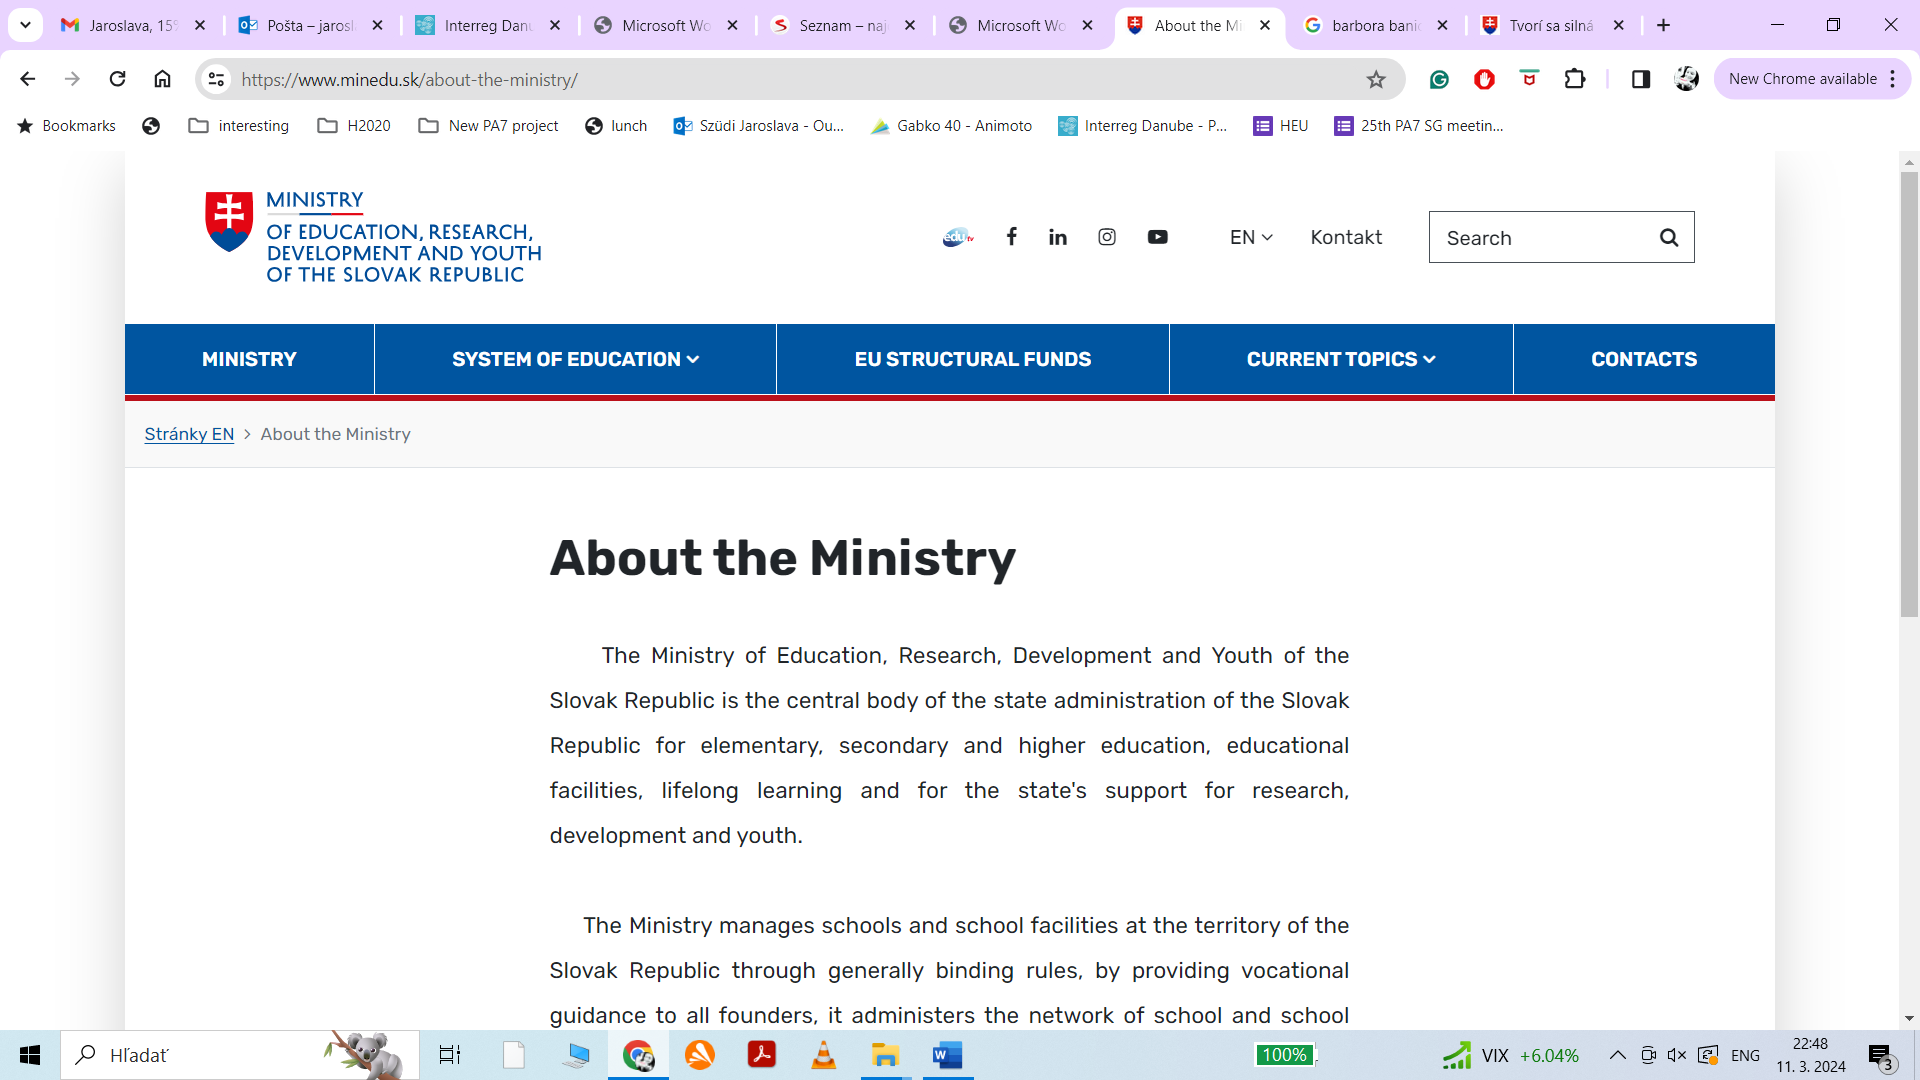 Jaroslava, 15%
Pošta – jarosl
Interreg Danu
Microsoft Wo
Seznam – naj
Microsoft Wo
About the Mi
barbora banic
Tvorí sa silná
https://www.minedu.sk/about-the-ministry/
New Chrome available
Bookmarks
interesting
H2020
New PA7 project
lunch
Szüdi Jaroslava - Ou...
Gabko 40 - Animoto
Interreg Danube - P...
HEU
25th PA7 SG meetin...
MINISTRY
OF EDUCATION, RESEARCH,
DEVELOPMENT AND YOUTH
OF THE SLOVAK REPUBLIC
edu tv
EN
Kontakt
Search
MINISTRY
SYSTEM OF EDUCATION
EU STRUCTURAL FUNDS
CURRENT TOPICS
CONTACTS
Stránky EN > About the Ministry
About the Ministry
The Ministry of Education, Research, Development and Youth of the
Slovak Republic is the central body of the state administration of the Slovak
Republic for elementary, secondary and higher education, educational
facilities, lifelong learning and for the state's support for research,
development and youth.
The Ministry manages schools and school facilities at the territory of the
Slovak Republic through generally binding rules, by providing vocational
guidance to all founders, it administers the network of school and school
Hľadať
100%
VIX +6.04%
ENG
22:48
11. 3. 2024
3